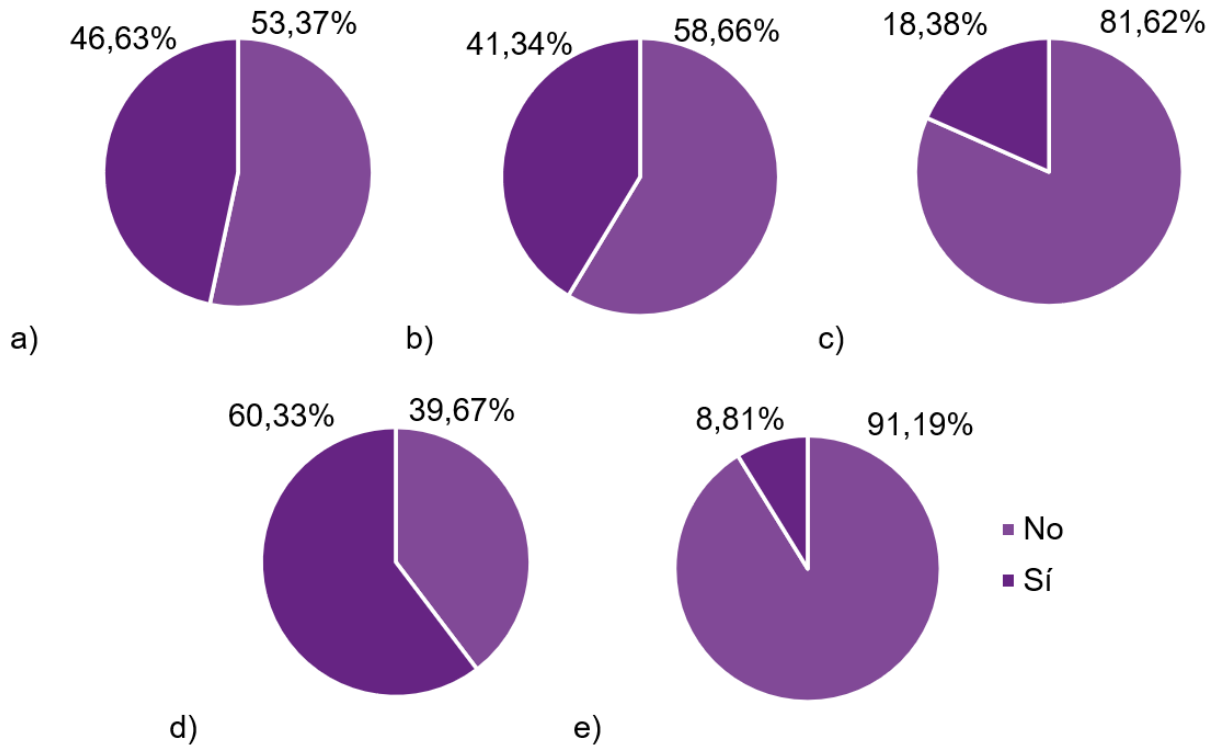 46,63% 53,37%
41,34% 58,66%
18,38% 81,62%
a)
b)
c)
60,33% 39,67%
8,81% 91,19%
No
Sí
d)
e)